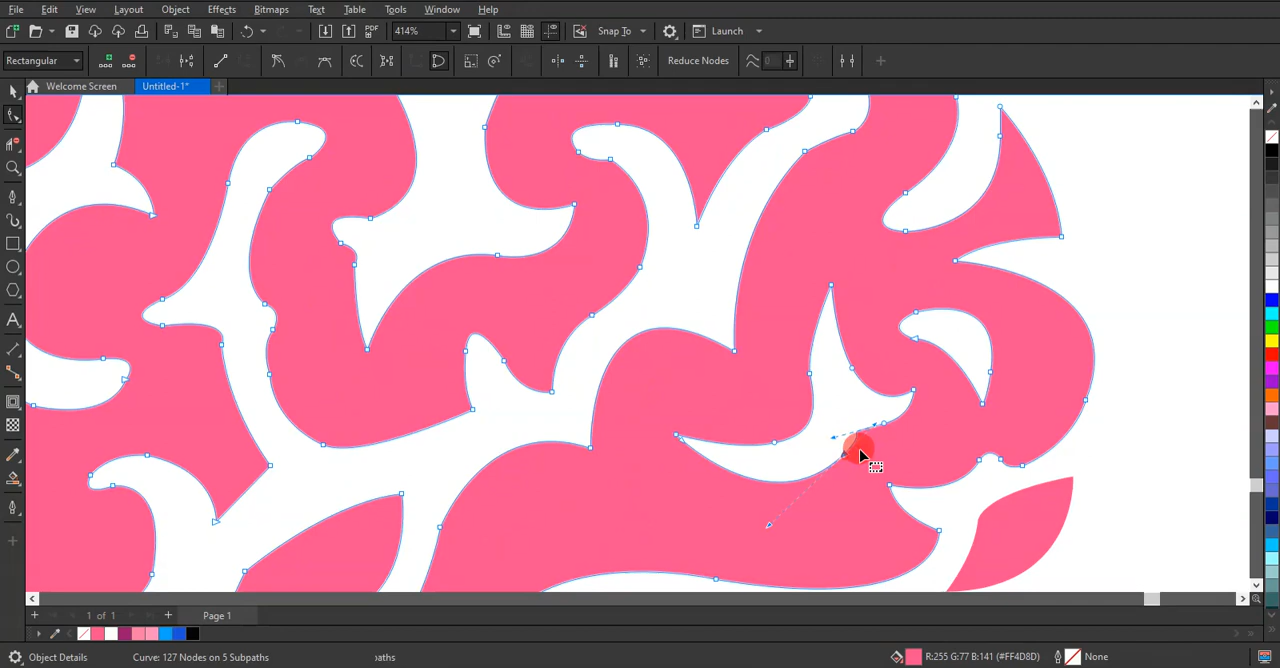 File Edit View Layout Object Effects Bitmaps Text Table Tools Window Help
414% Snap To Launch
Rectangular Reduce Nodes 0
Welcome Screen Untitled-1*
1 of 1 Page 1
Object Details Curve: 127 Nodes on 5 Subpaths paths R:255 G:77 B:141 (#FF4D8D) None